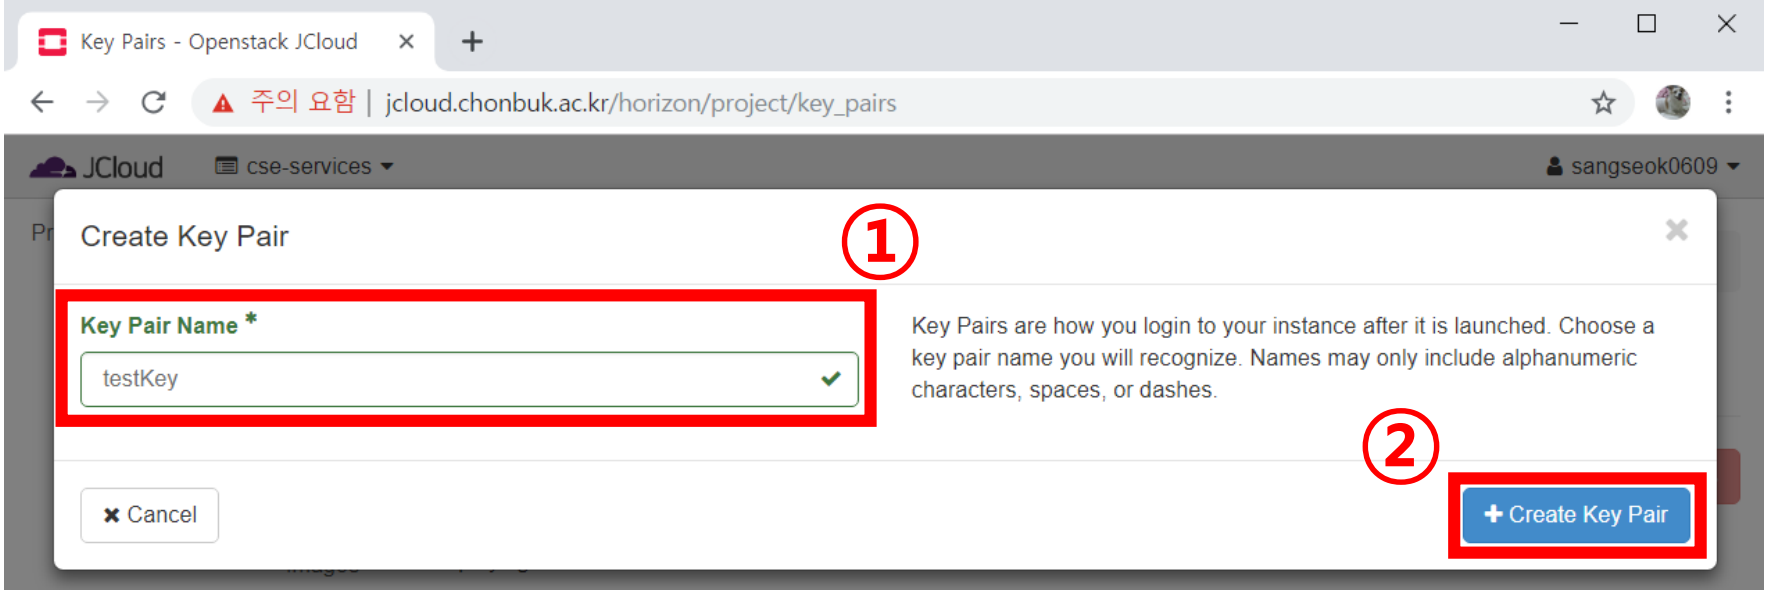 Key Pairs - Openstack JCloud
주의 요함 | jcloud.chonbuk.ac.kr/horizon/project/key_pairs
JCloud cse-services sangseok0609
Pr
Create Key Pair
①
Key Pair Name *
testKey
Key Pairs are how you login to your instance after it is launched. Choose a
key pair name you will recognize. Names may only include alphanumeric
characters, spaces, or dashes.
②
Cancel
Create Key Pair